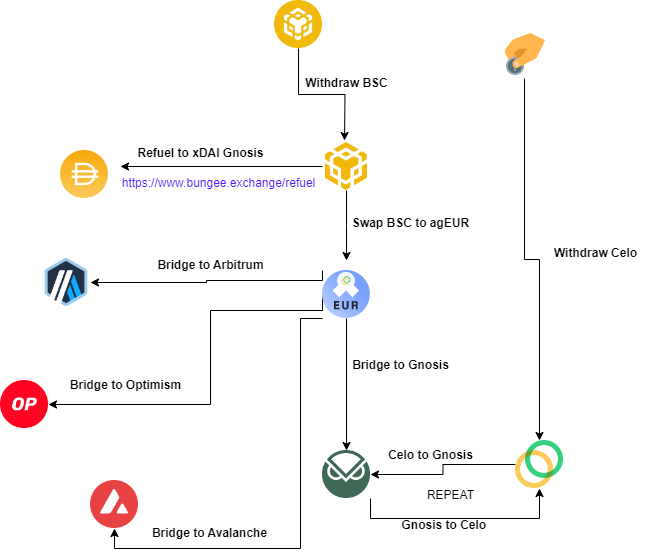 Withdraw BSC
Refuel to xDAI Gnosis
https://www.bungee.exchange/refuel
Swap BSC to agEUR
Withdraw Celo
Bridge to Arbitrum
EUR
Bridge to Gnosis
Bridge to Optimism
OP
Celo to Gnosis
REPEAT
Gnosis to Celo
Bridge to Avalanche